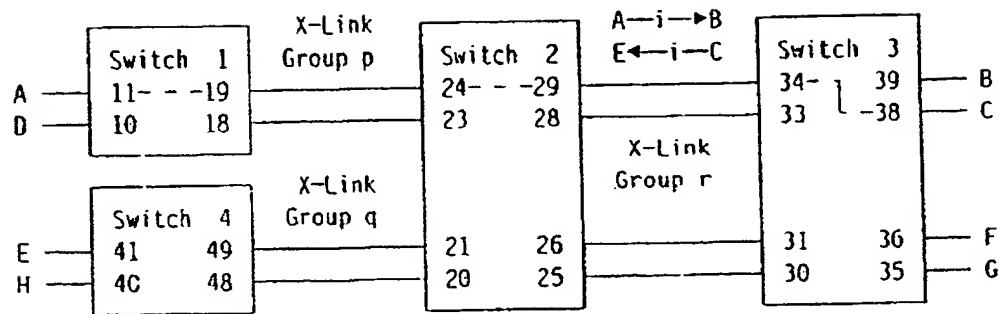 X-Link
Group p
A—i—►B
E◄—i—C
Switch 1
Switch 2
Switch 3
A 11- - -19 24- - -29 34- 39 B
D 10 18 23 28 33 -38 C
X-Link
Group r
X-Link
Group q
Switch 4
E 41 49 21 26 31 36 F
H 4C 48 20 25 30 35 G